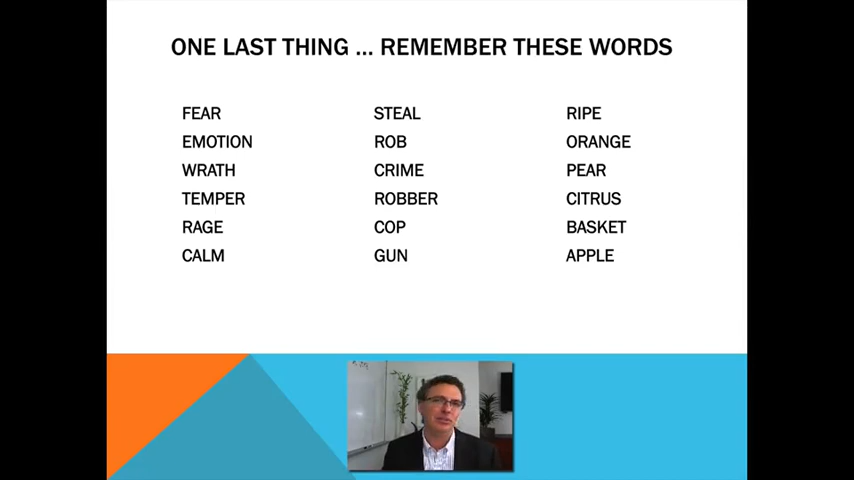 ONE LAST THING ... REMEMBER THESE WORDS
FEAR
EMOTION
WRATH
TEMPER
RAGE
CALM
STEAL
ROB
CRIME
ROBBER
COP
GUN
RIPE
ORANGE
PEAR
CITRUS
BASKET
APPLE